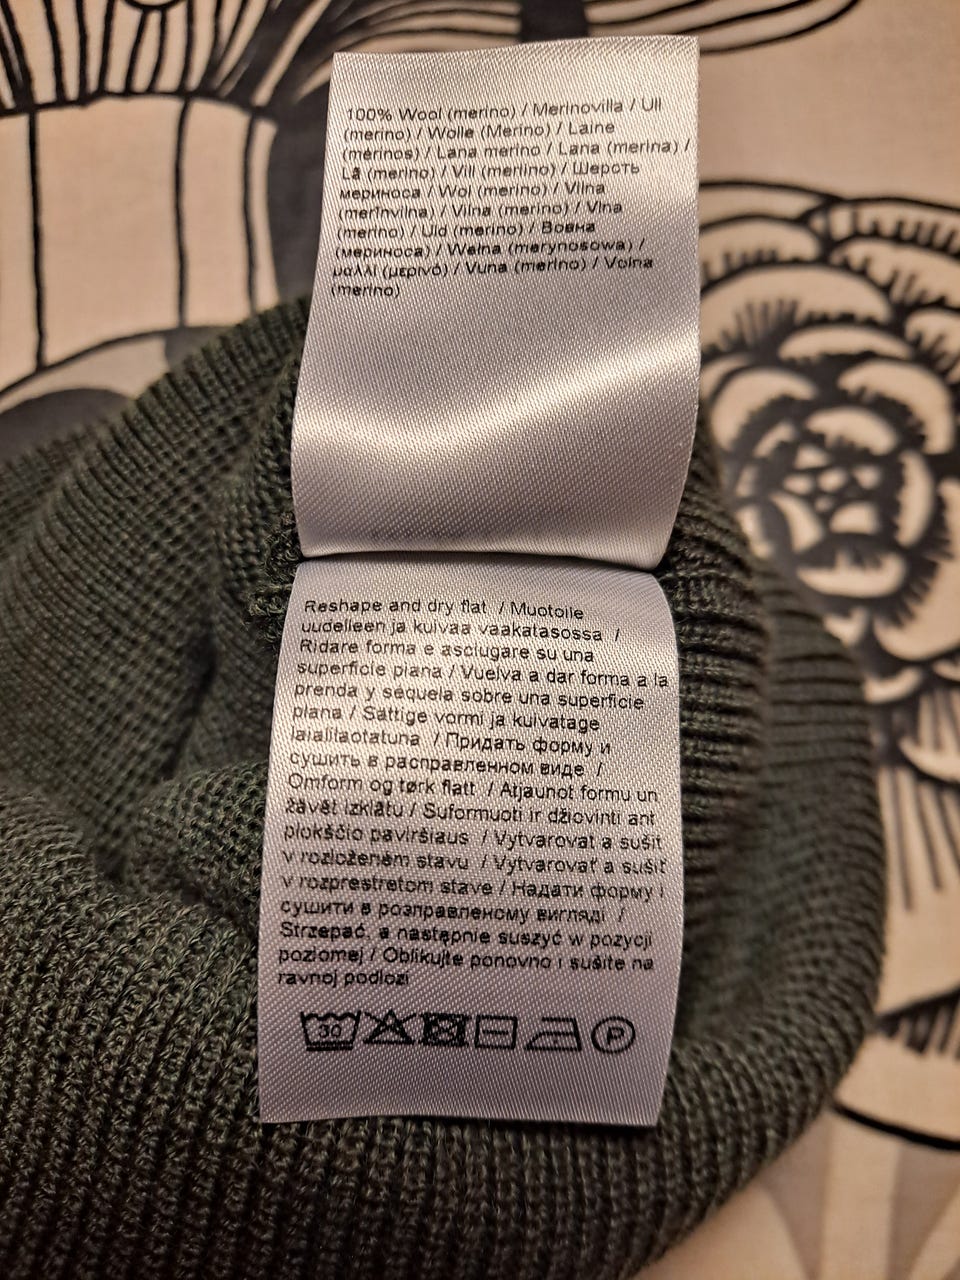 100% Wool (merino) / Merinovilla / Ull
(merino) / Wolle (Merino) / Laine
(mérinos) / Lana merino / Lana (merina) /
Lã (merino) / Vill (meriino) / Шерсть
мериноса / Wol (merino) / Vilna
(merīnvilna) / Vilna (merino) / Vlna
(merino) / Uld (merino) / Вовна
(мериноса) / Wełna (merynosowa) /
μαλλί (μερινό) / Vuna (merino) / Volna
(merino)
Reshape and dry flat / Muotoile
uudelleen ja kuivaa vaakatasossa /
Ridare forma e asciugare su una
superficie piana / Vuelva a dar forma a la
prenda y séquela sobre una superficie
plana / Sättige vormi ja kuivatage
laialilaotatuna / Придать форму и
сушить в расправленном виде /
Omform og tørk flatt / Atjaunot formu un
žāvēt izklātu / Suformuoti ir džiovinti ant
plokščio paviršiaus / Vytvarovat a sušit
v rozloženém stavu / Vytvarovať a sušiť
v rozprestretom stave / Надати форму і
сушити в розправленому вигляді /
Strzepać, a następnie suszyć w pozycji
poziomej / Oblikujte ponovno i sušite na
ravnoj podlozi
30 P